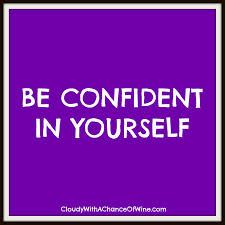 BE CONFIDENT
IN YOURSELF
CloudyWithAChanceOfWine.com